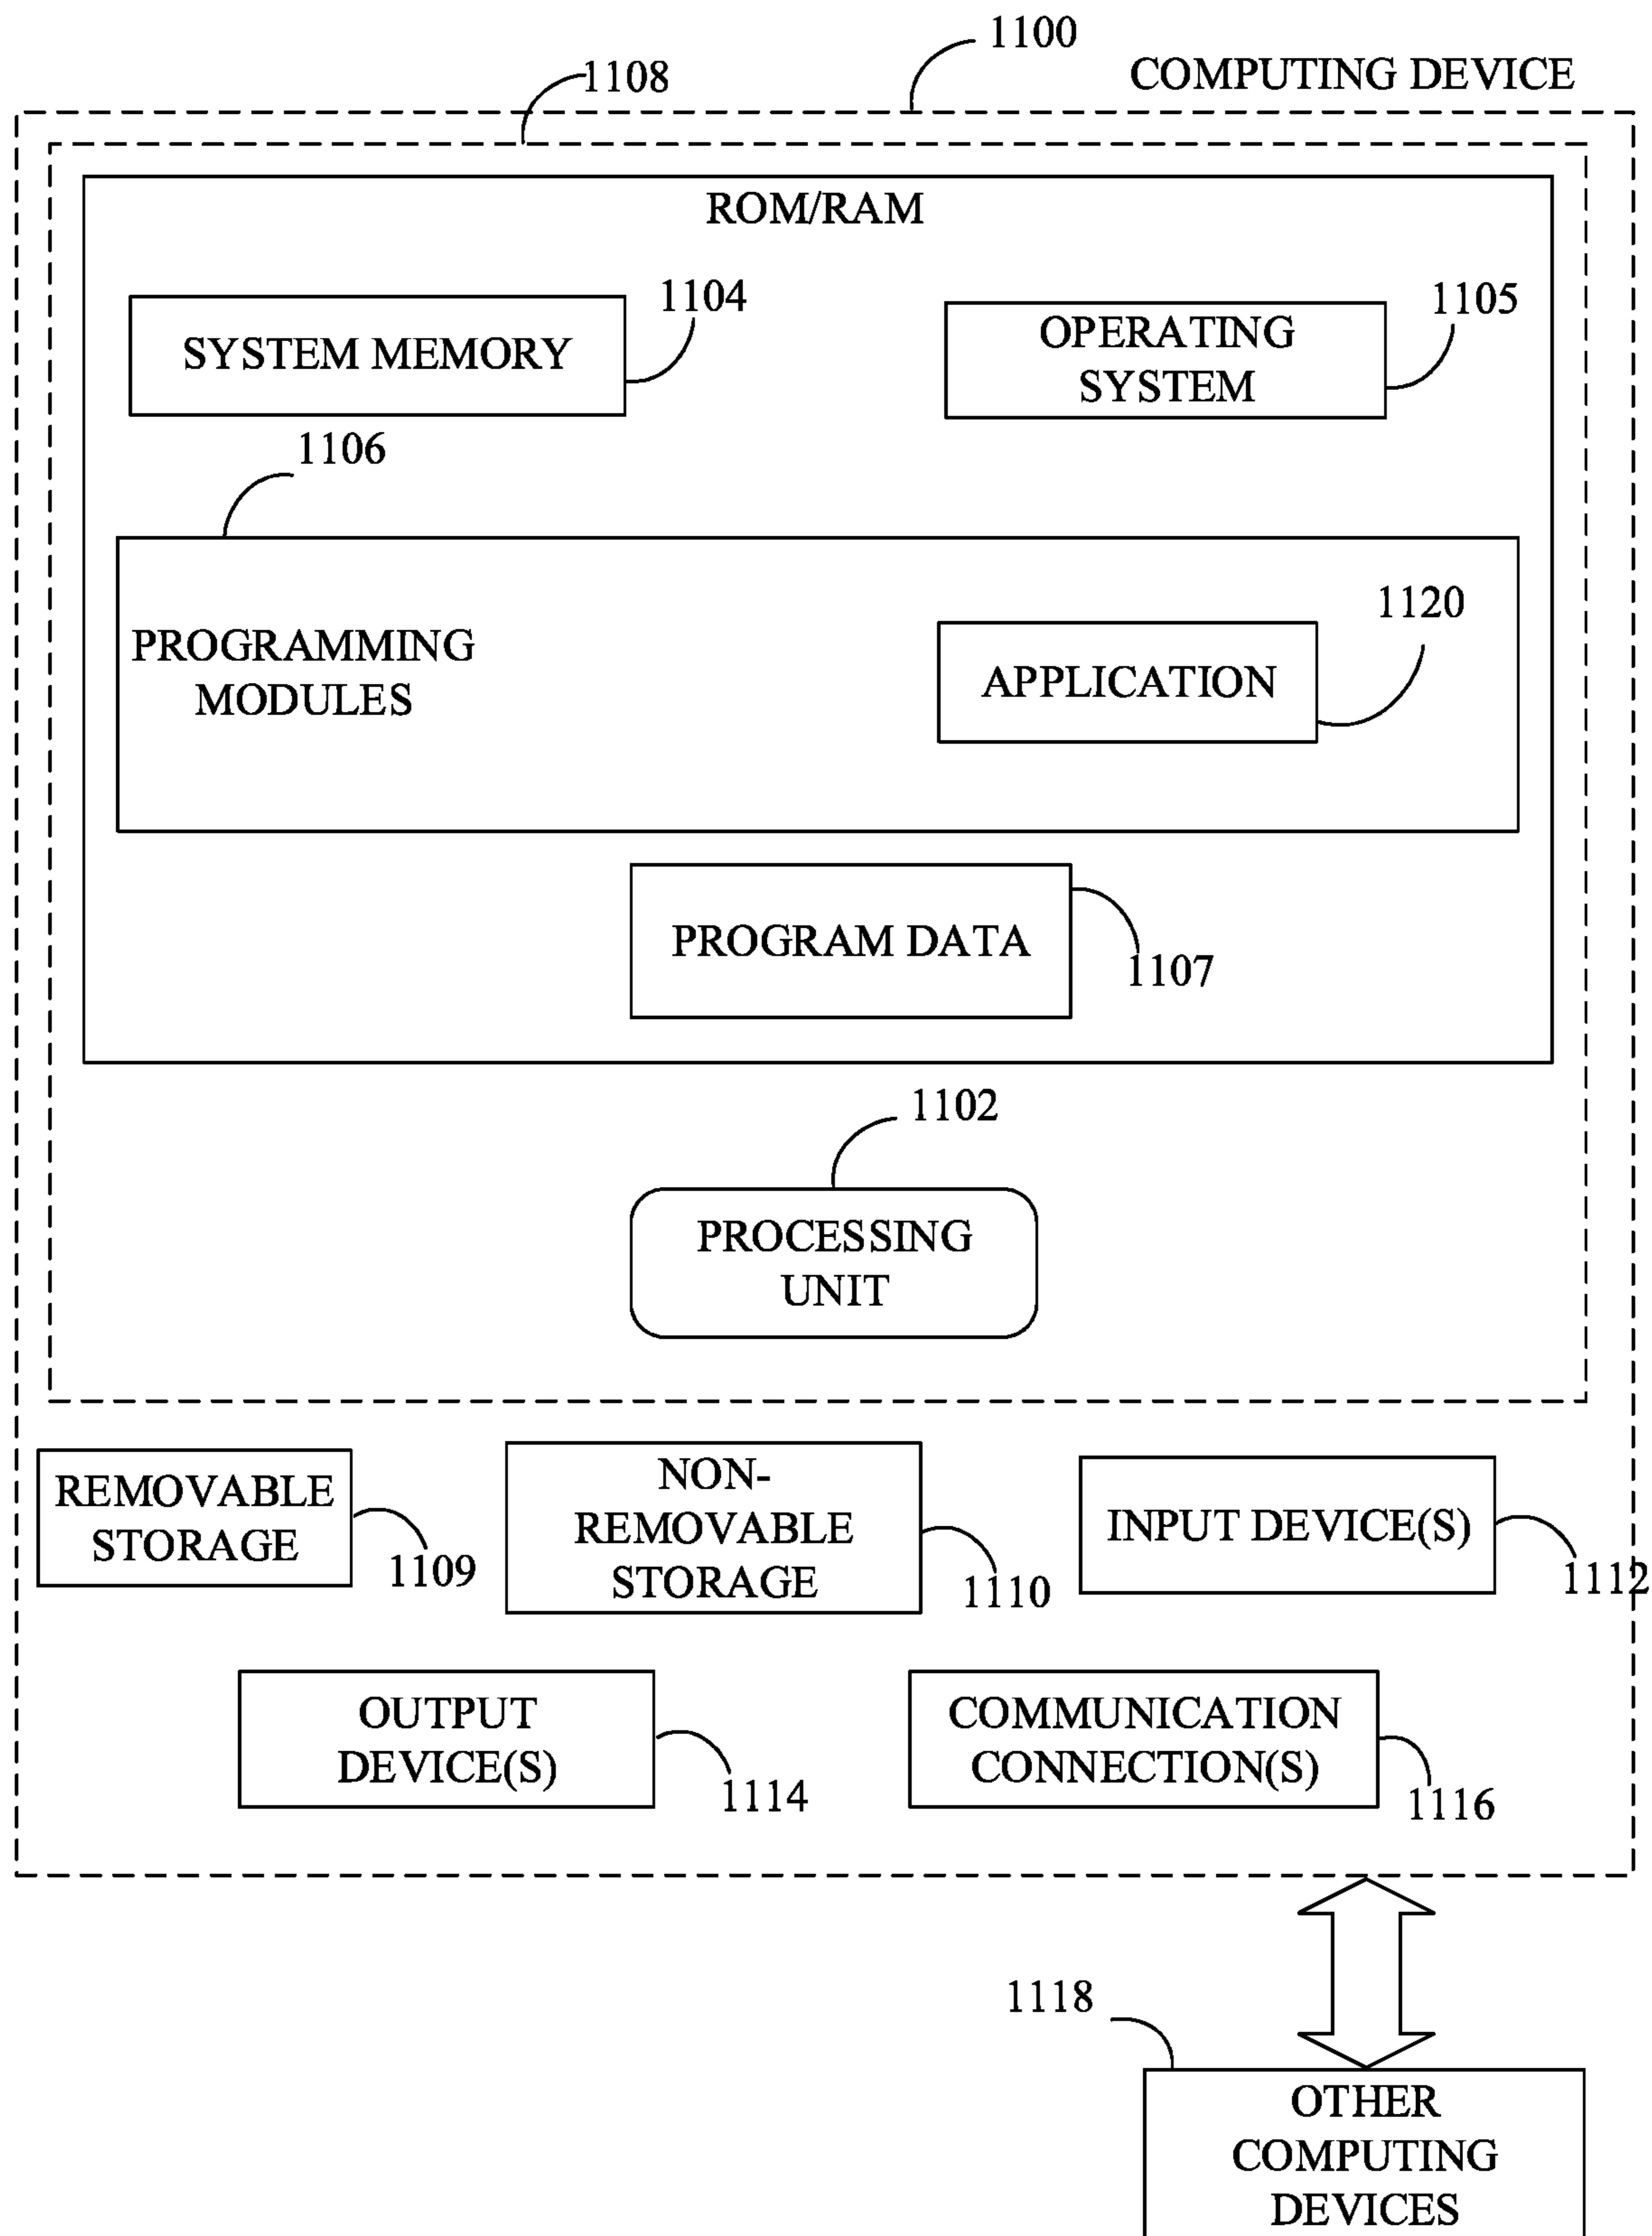 1100
COMPUTING DEVICE
1108
ROM/RAM
1104
SYSTEM MEMORY
1105
OPERATING
SYSTEM
1106
PROGRAMMING
MODULES
1120
APPLICATION
PROGRAM DATA
1107
1102
PROCESSING
UNIT
REMOVABLE
STORAGE
1109
NON-
REMOVABLE
STORAGE
1110
INPUT DEVICE(S)
1112
OUTPUT
DEVICE(S)
1114
COMMUNICATION
CONNECTION(S)
1116
1118
OTHER
COMPUTING
DEVICES